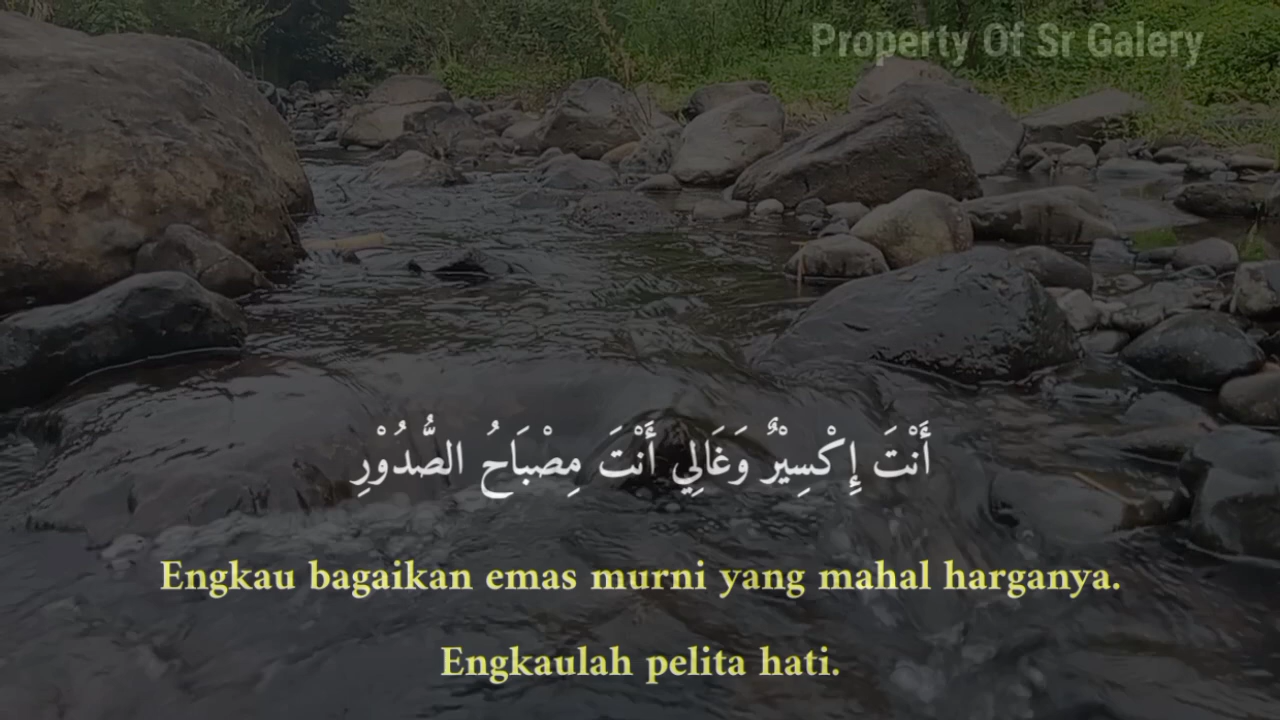 Property Of Sr Galery
أَنْتَ إِكْسِيْرٌ وَغَالِي أَنْتَ مِصْبَاحُ الصُّدُوْرِ
Engkau bagaikan emas murni yang mahal harganya.
Engkaulah pelita hati.